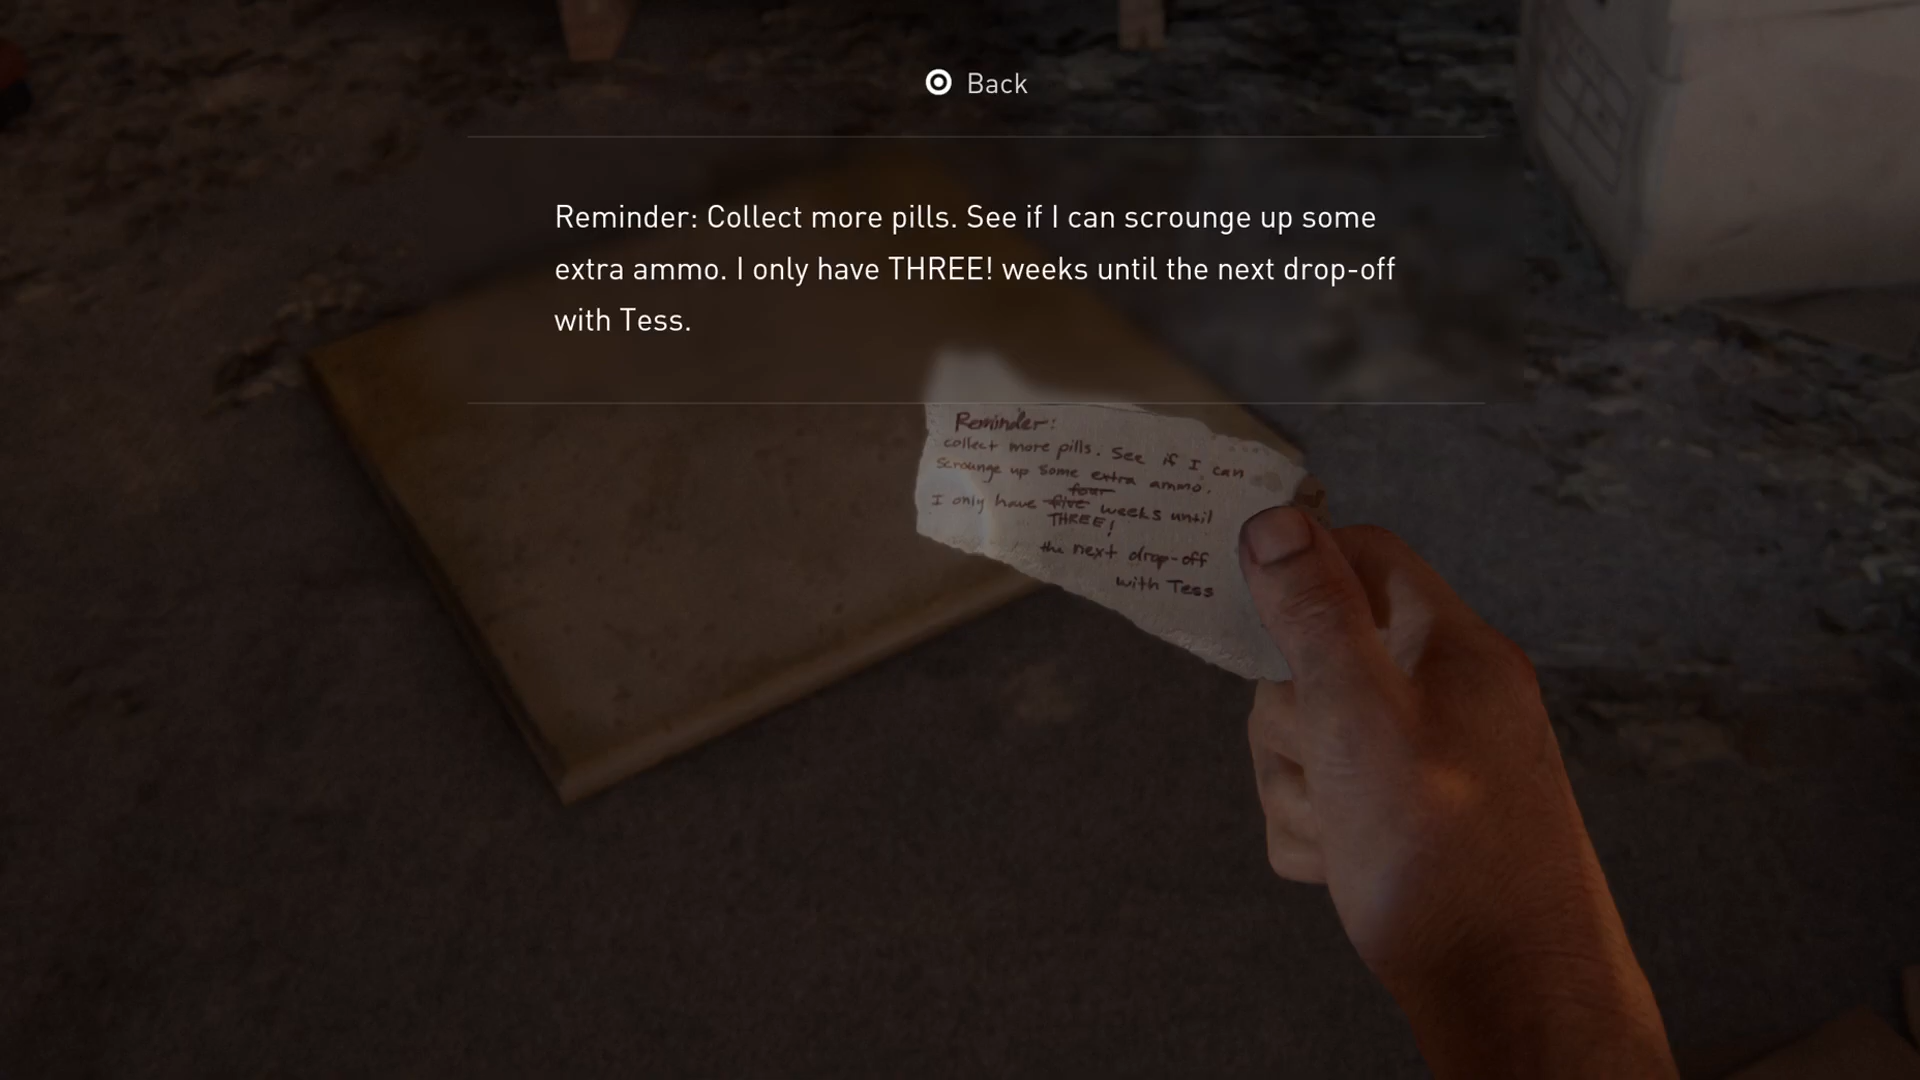 Back
Reminder: Collect more pills. See if I can scrounge up some
extra ammo. I only have THREE! weeks until the next drop-off
with Tess.
Reminder:
collect more pills. See if I can
scrounge up some extra ammo.
four
I only have five weeks until
THREE!
the next drop-off
with Tess